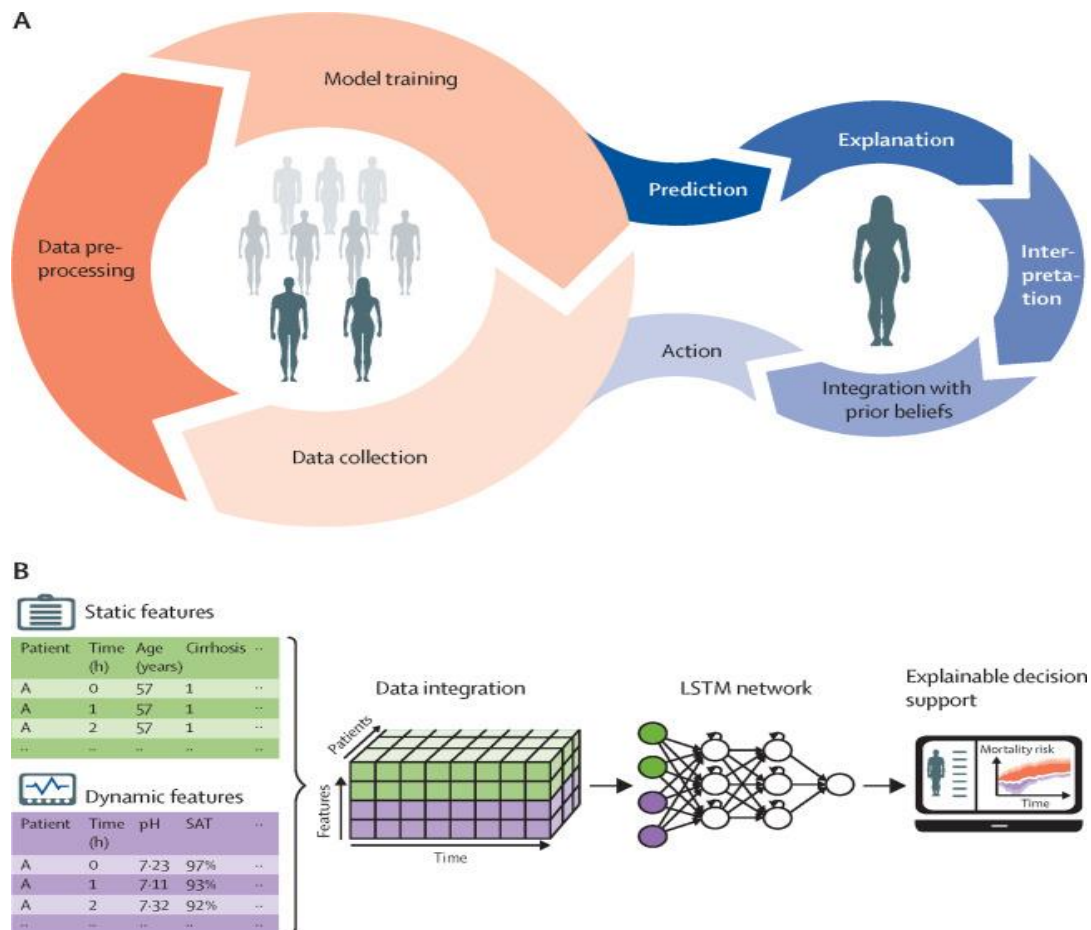 A
Model training
Explanation
Prediction
Data pre-
processing
Inter-
preta-
tion
Action
Integration with
prior beliefs
Data collection
B
Static features
Patient Time (h) Age (years) Cirrhosis ··
A 0 57 1 ··
A 1 57 1 ··
A 2 57 1 ··
·· ·· ·· ·· ··
Dynamic features
Patient Time (h) pH SAT ··
A 0 7·23 97% ··
A 1 7·11 93% ··
A 2 7·32 92% ··
·· ·· ·· ·· ··
Data integration
Patients
Features
Time
LSTM network
Explainable decision
support
Mortality risk
Time